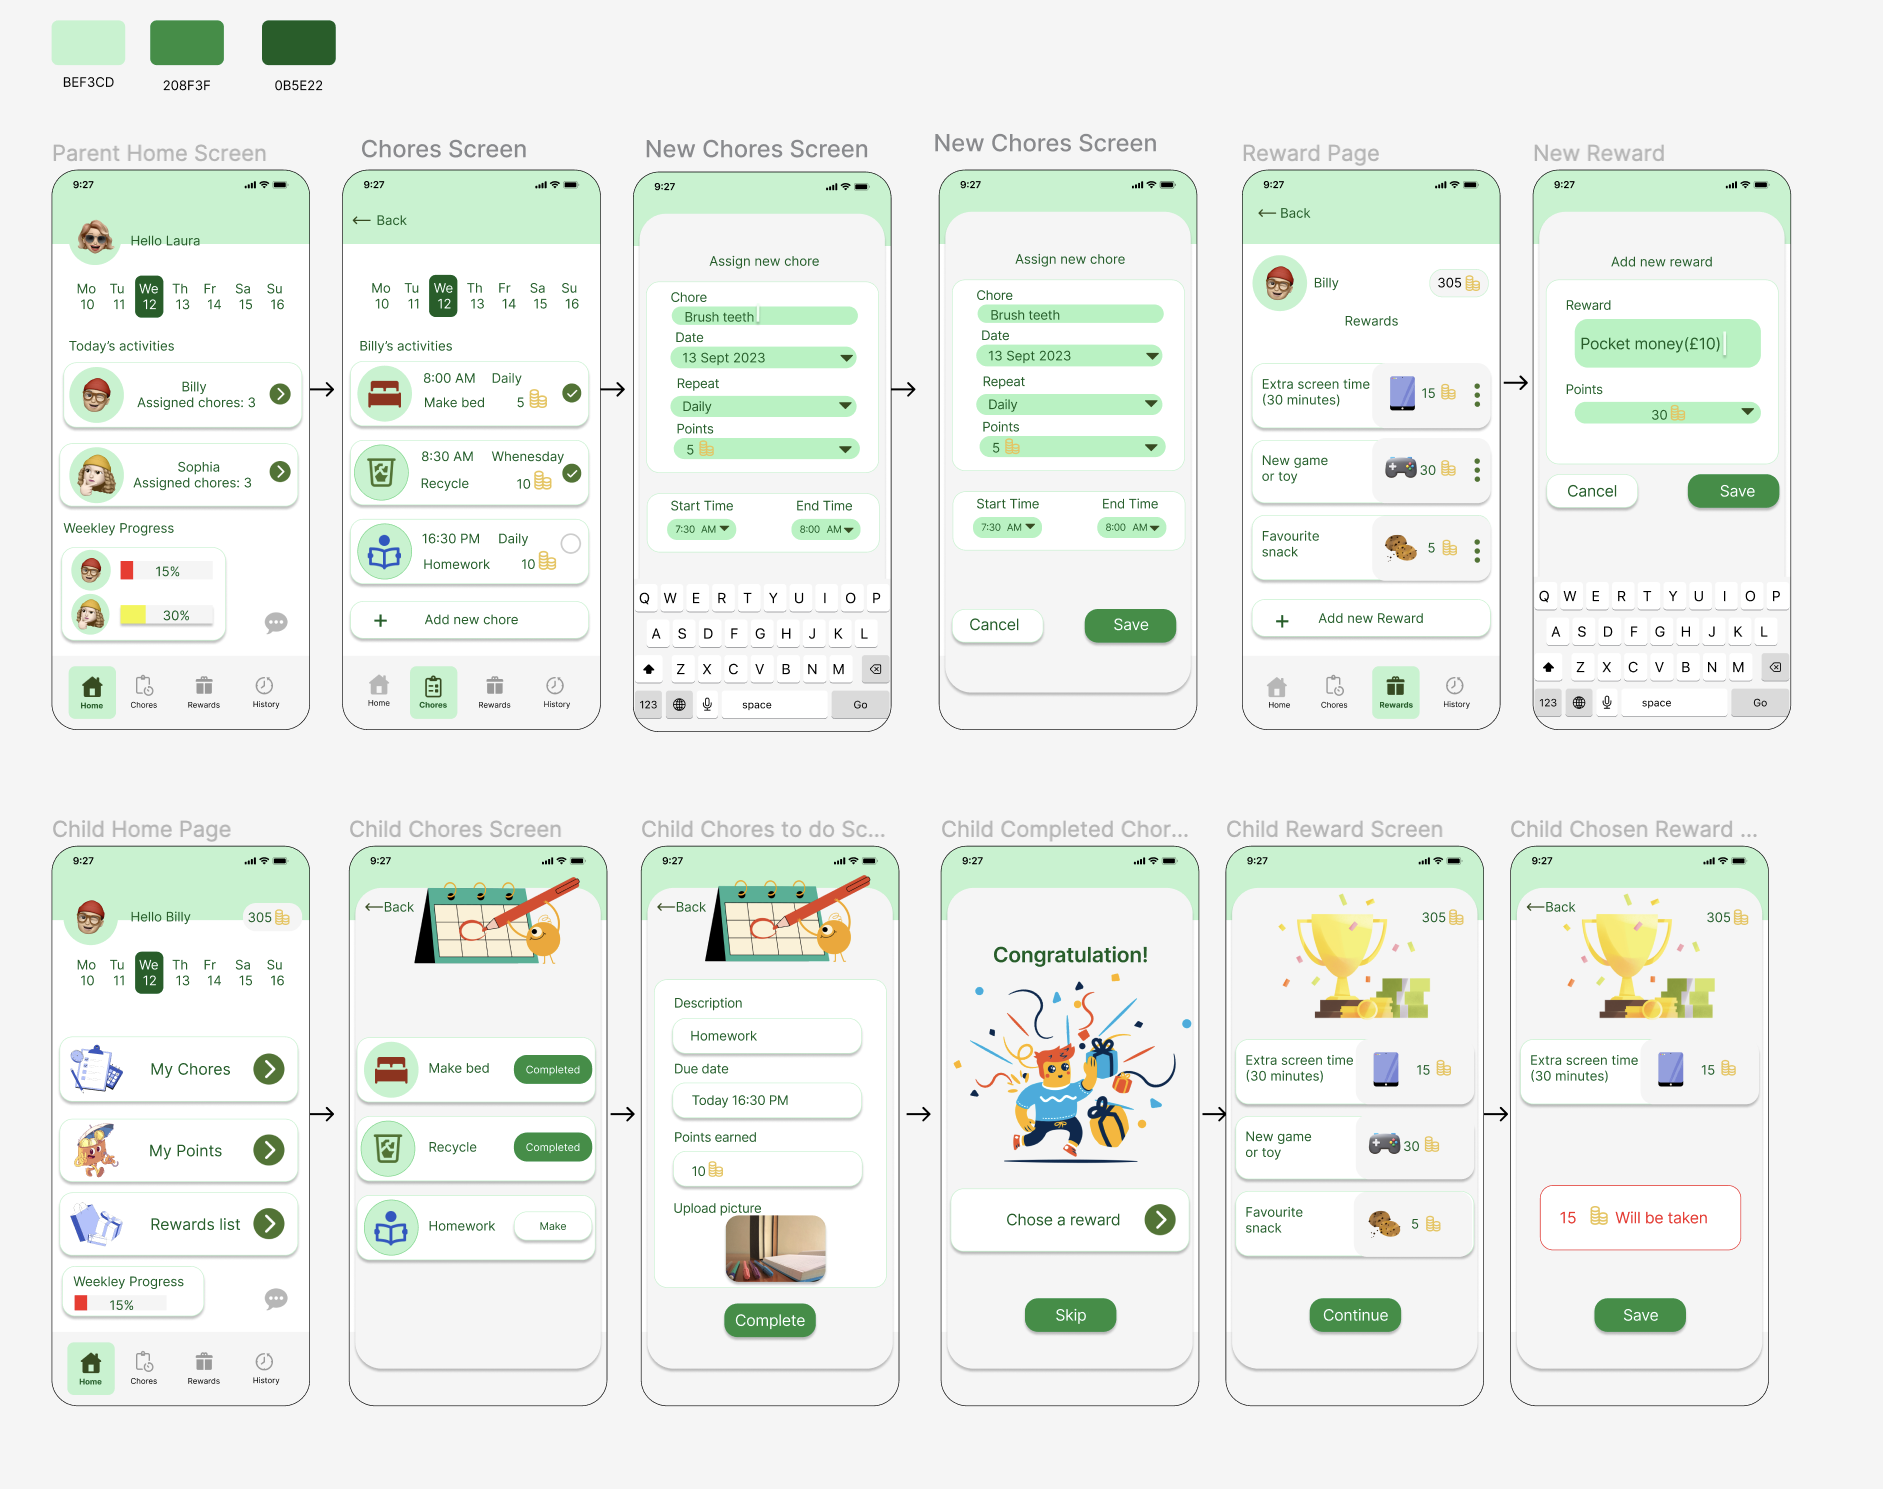 BEF3CD
208F3F
0B5E22
Parent Home Screen
9:27
Hello Laura
Mo Tu We Th Fr Sa Su
10 11 12 13 14 15 16
Today's activities
Billy
Assigned chores: 3
Sophia
Assigned chores: 3
Weekley Progress
15%
30%
Home Chores Rewards History
Chores Screen
9:27
← Back
Mo Tu We Th Fr Sa Su
10 11 12 13 14 15 16
Billy's activities
8:00 AM Daily
Make bed 5
8:30 AM Whenesday
Recycle 10
16:30 PM Daily
Homework 10
+ Add new chore
Home Chores Rewards History
New Chores Screen
9:27
Assign new chore
Chore
Brush teeth
Date
13 Sept 2023
Repeat
Daily
Points
5
Start Time End Time
7:30 AM 8:00 AM
Q W E R T Y U I O P
A S D F G H J K L
Z X C V B N M
123 space Go
New Chores Screen
9:27
Assign new chore
Chore
Brush teeth
Date
13 Sept 2023
Repeat
Daily
Points
5
Start Time End Time
7:30 AM 8:00 AM
Cancel Save
Reward Page
9:27
← Back
Billy 305
Rewards
Extra screen time
(30 minutes) 15
New game
or toy 30
Favourite
snack 5
+ Add new Reward
Home Chores Rewards History
New Reward
9:27
Add new reward
Reward
Pocket money(£10)
Points
30
Cancel Save
Q W E R T Y U I O P
A S D F G H J K L
Z X C V B N M
123 space Go
Child Home Page
9:27
Hello Billy 305
Mo Tu We Th Fr Sa Su
10 11 12 13 14 15 16
My Chores
My Points
Rewards list
Weekley Progress
15%
Home Chores Rewards History
Child Chores Screen
9:27
←Back
Make bed Completed
Recycle Completed
Homework Make
Child Chores to do Sc...
9:27
←Back
Description
Homework
Due date
Today 16:30 PM
Points earned
10
Upload picture
Complete
Child Completed Chor...
9:27
Congratulation!
Chose a reward
Skip
Child Reward Screen
9:27
305
Extra screen time
(30 minutes) 15
New game
or toy 30
Favourite
snack 5
Continue
Child Chosen Reward ...
9:27
←Back 305
Extra screen time
(30 minutes) 15
15 Will be taken
Save